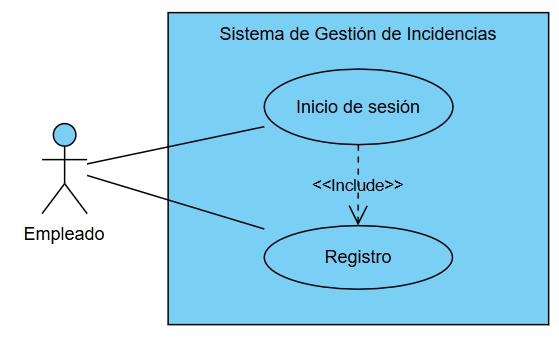 Sistema de Gestión de Incidencias
Inicio de sesión
<<Include>>
Empleado
Registro